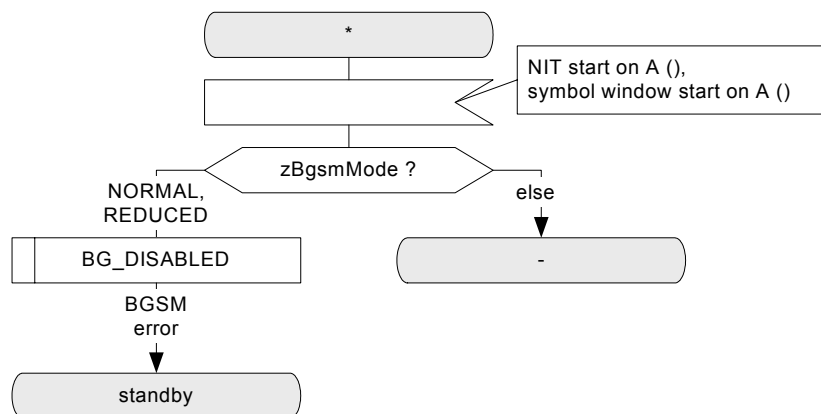 *
NIT start on A (),
symbol window start on A ()
zBgsmMode ?
NORMAL,
REDUCED
else
BG_DISABLED
-
BGSM
error
standby